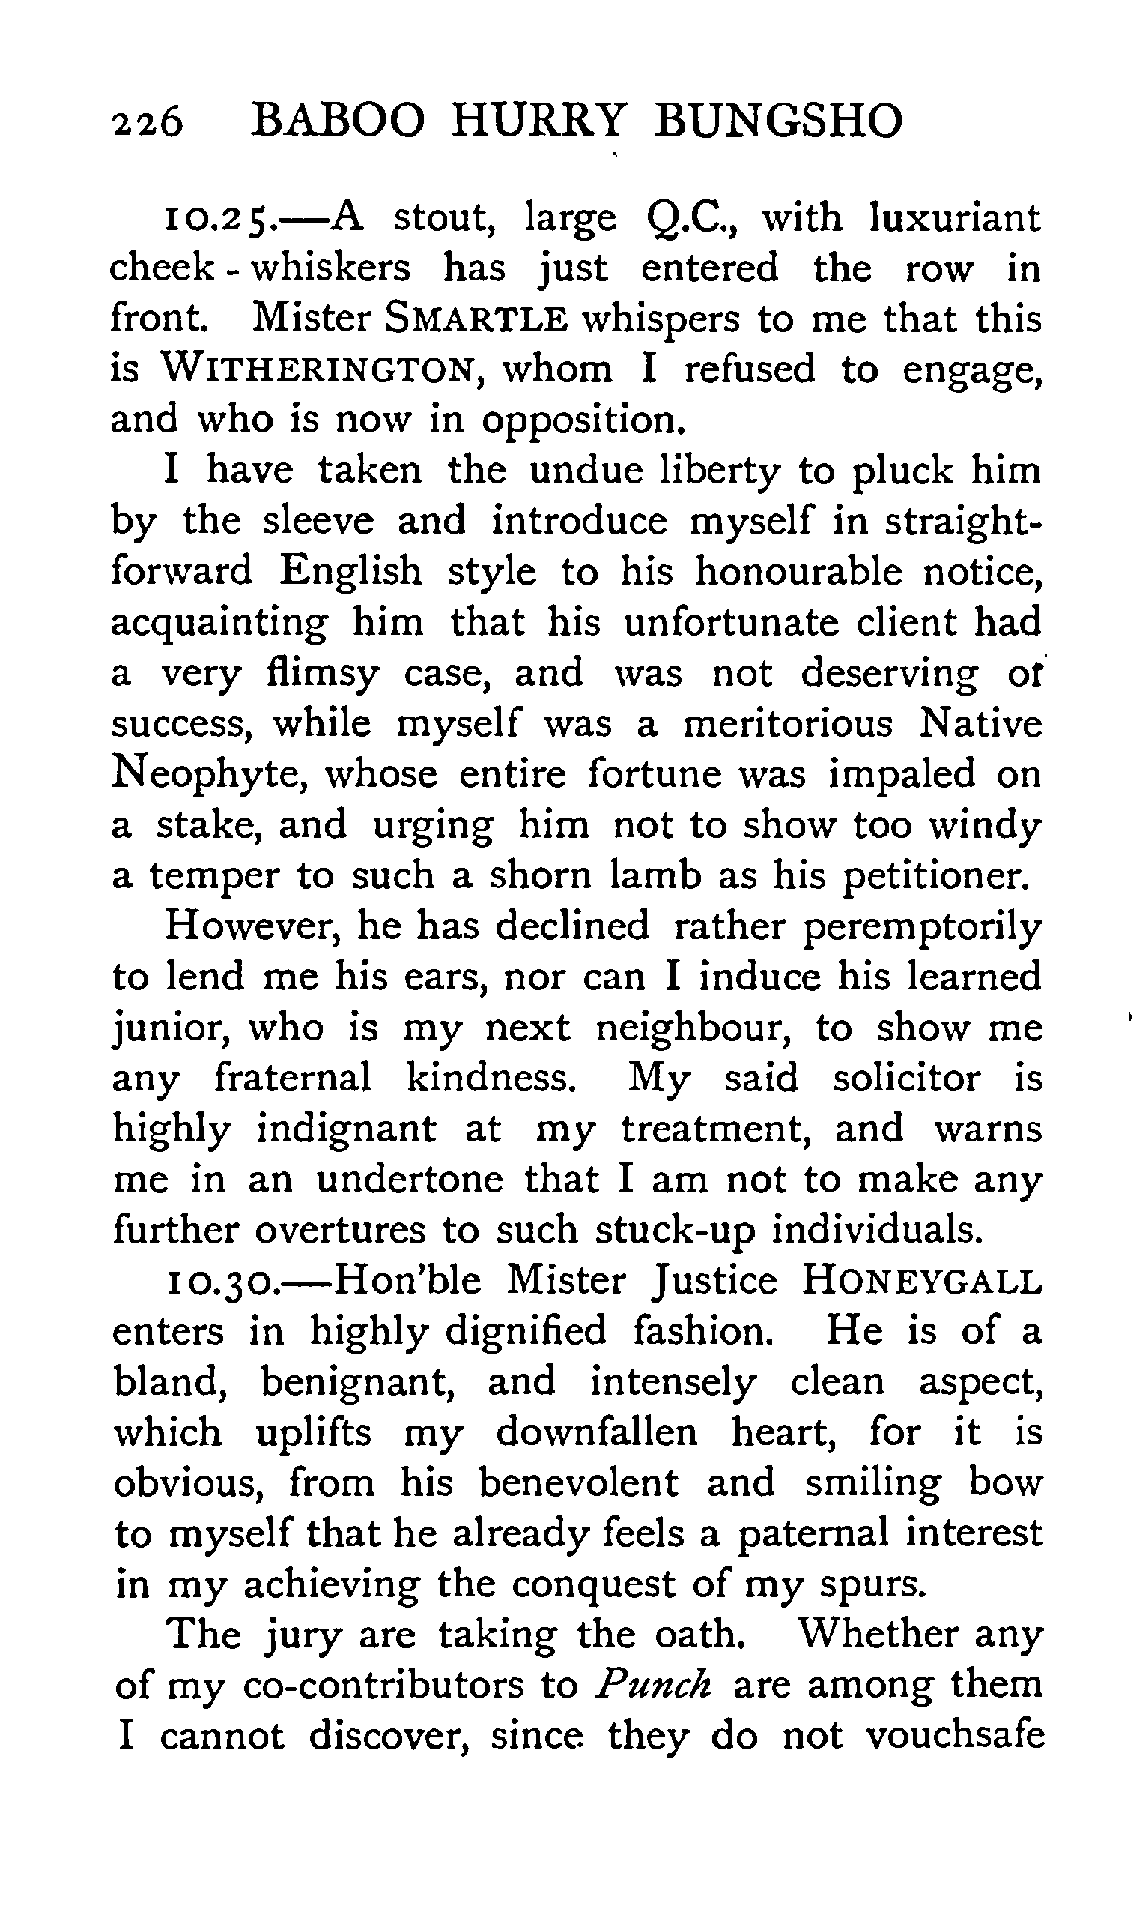 226 BABOO HURRY BUNGSHO
10.25.—A stout, large Q.C., with luxuriant
cheek-whiskers has just entered the row in
front. Mister SMARTLE whispers to me that this
is WITHERINGTON, whom I refused to engage,
and who is now in opposition.
I have taken the undue liberty to pluck him
by the sleeve and introduce myself in straight-
forward English style to his honourable notice,
acquainting him that his unfortunate client had
a very flimsy case, and was not deserving of
success, while myself was a meritorious Native
Neophyte, whose entire fortune was impaled on
a stake, and urging him not to show too windy
a temper to such a shorn lamb as his petitioner.
However, he has declined rather peremptorily
to lend me his ears, nor can I induce his learned
junior, who is my next neighbour, to show me
any fraternal kindness. My said solicitor is
highly indignant at my treatment, and warns
me in an undertone that I am not to make any
further overtures to such stuck-up individuals.
10.30.—Hon'ble Mister Justice HONEYGALL
enters in highly dignified fashion. He is of a
bland, benignant, and intensely clean aspect,
which uplifts my downfallen heart, for it is
obvious, from his benevolent and smiling bow
to myself that he already feels a paternal interest
in my achieving the conquest of my spurs.
The jury are taking the oath. Whether any
of my co-contributors to Punch are among them
I cannot discover, since they do not vouchsafe